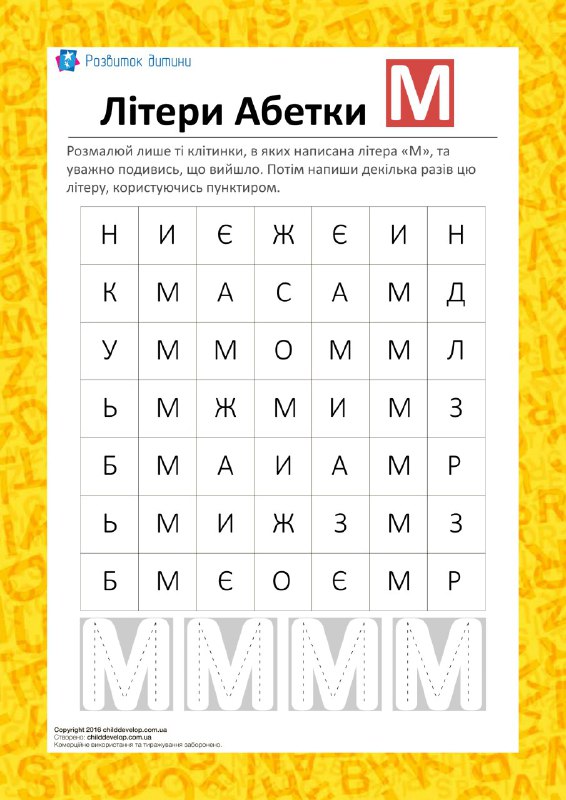 Розвиток дитини
Літери Абетки М
Розмалюй лише ті клітинки, в яких написана літера «М», та
уважно подивись, що вийшло. Потім напиши декілька разів цю
літеру, користуючись пунктиром.
Н И Є Ж Є И Н
К М А С А М Д
У М М О М М Л
Ь М Ж М И М З
Б М А И А М Р
Ь М И Ж З М З
Б М Є О Є М Р
М М М М
Copyright 2016 childdevelop.com.ua
Створено: childdevelop.com.ua
Комерційне використання та тиражування заборонено.